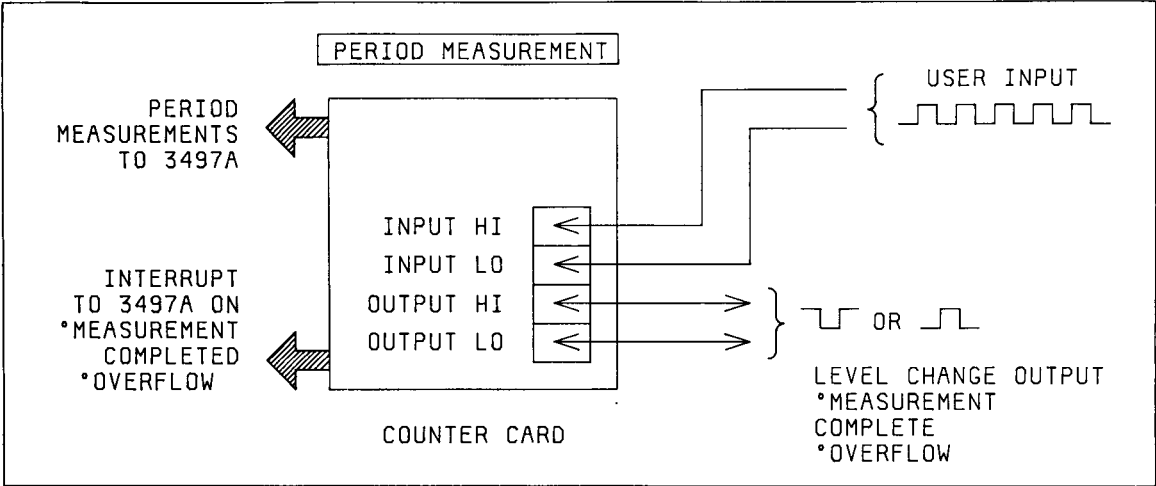 PERIOD MEASUREMENT
PERIOD
MEASUREMENTS
TO 3497A
USER INPUT
INPUT HI
INPUT LO
OUTPUT HI
OUTPUT LO
INTERRUPT
TO 3497A ON
°MEASUREMENT
COMPLETED
°OVERFLOW
OR
LEVEL CHANGE OUTPUT
°MEASUREMENT
COMPLETE
°OVERFLOW
COUNTER CARD